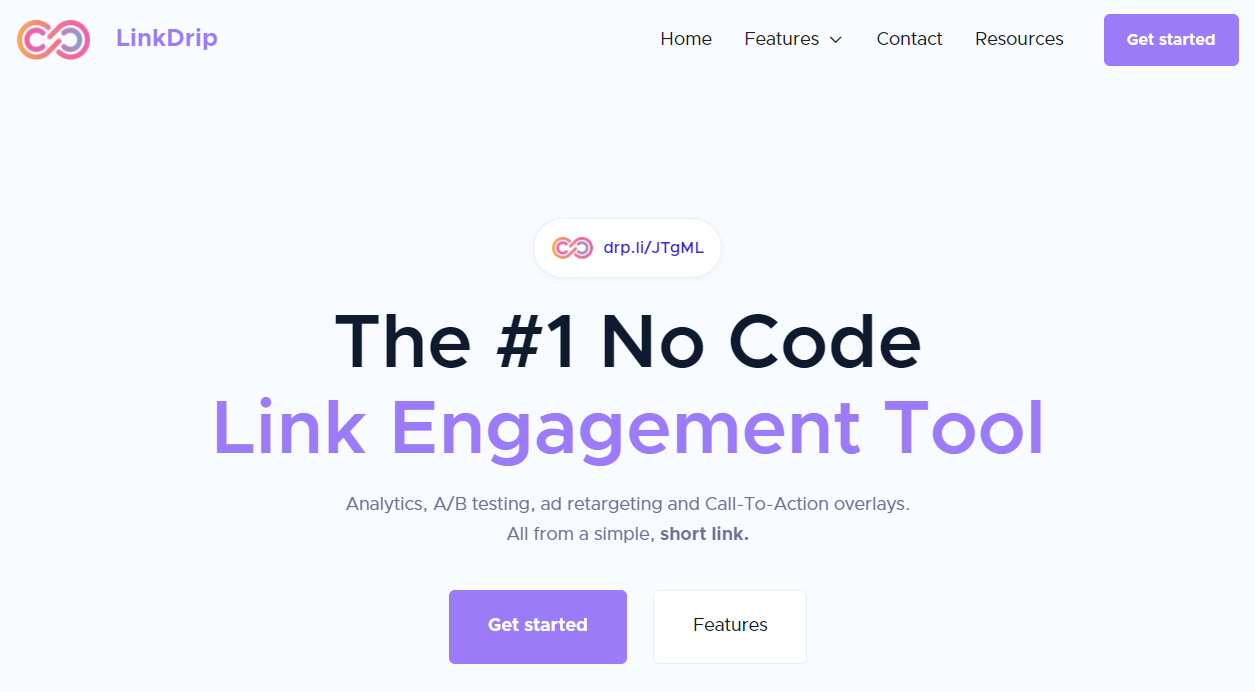 LinkDrip
Home
Features
Contact
Resources
Get started
drp.li/JTgML
The #1 No Code
Link Engagement Tool
Analytics, A/B testing, ad retargeting and Call-To-Action overlays.
All from a simple, short link.
Get started
Features